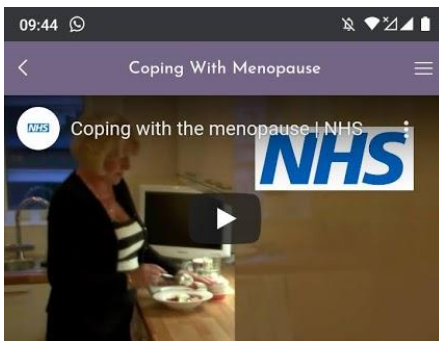 09:44
Coping With Menopause
NHS Coping with the menopause | NHS
NHS